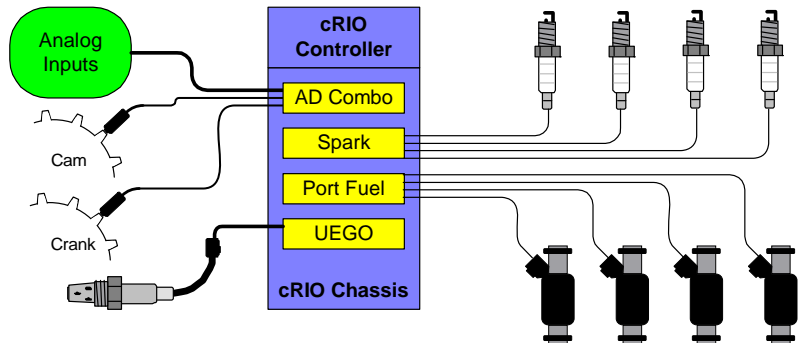 Analog
Inputs
cRIO
Controller
AD Combo
Spark
Cam
Port Fuel
Crank
UEGO
cRIO Chassis